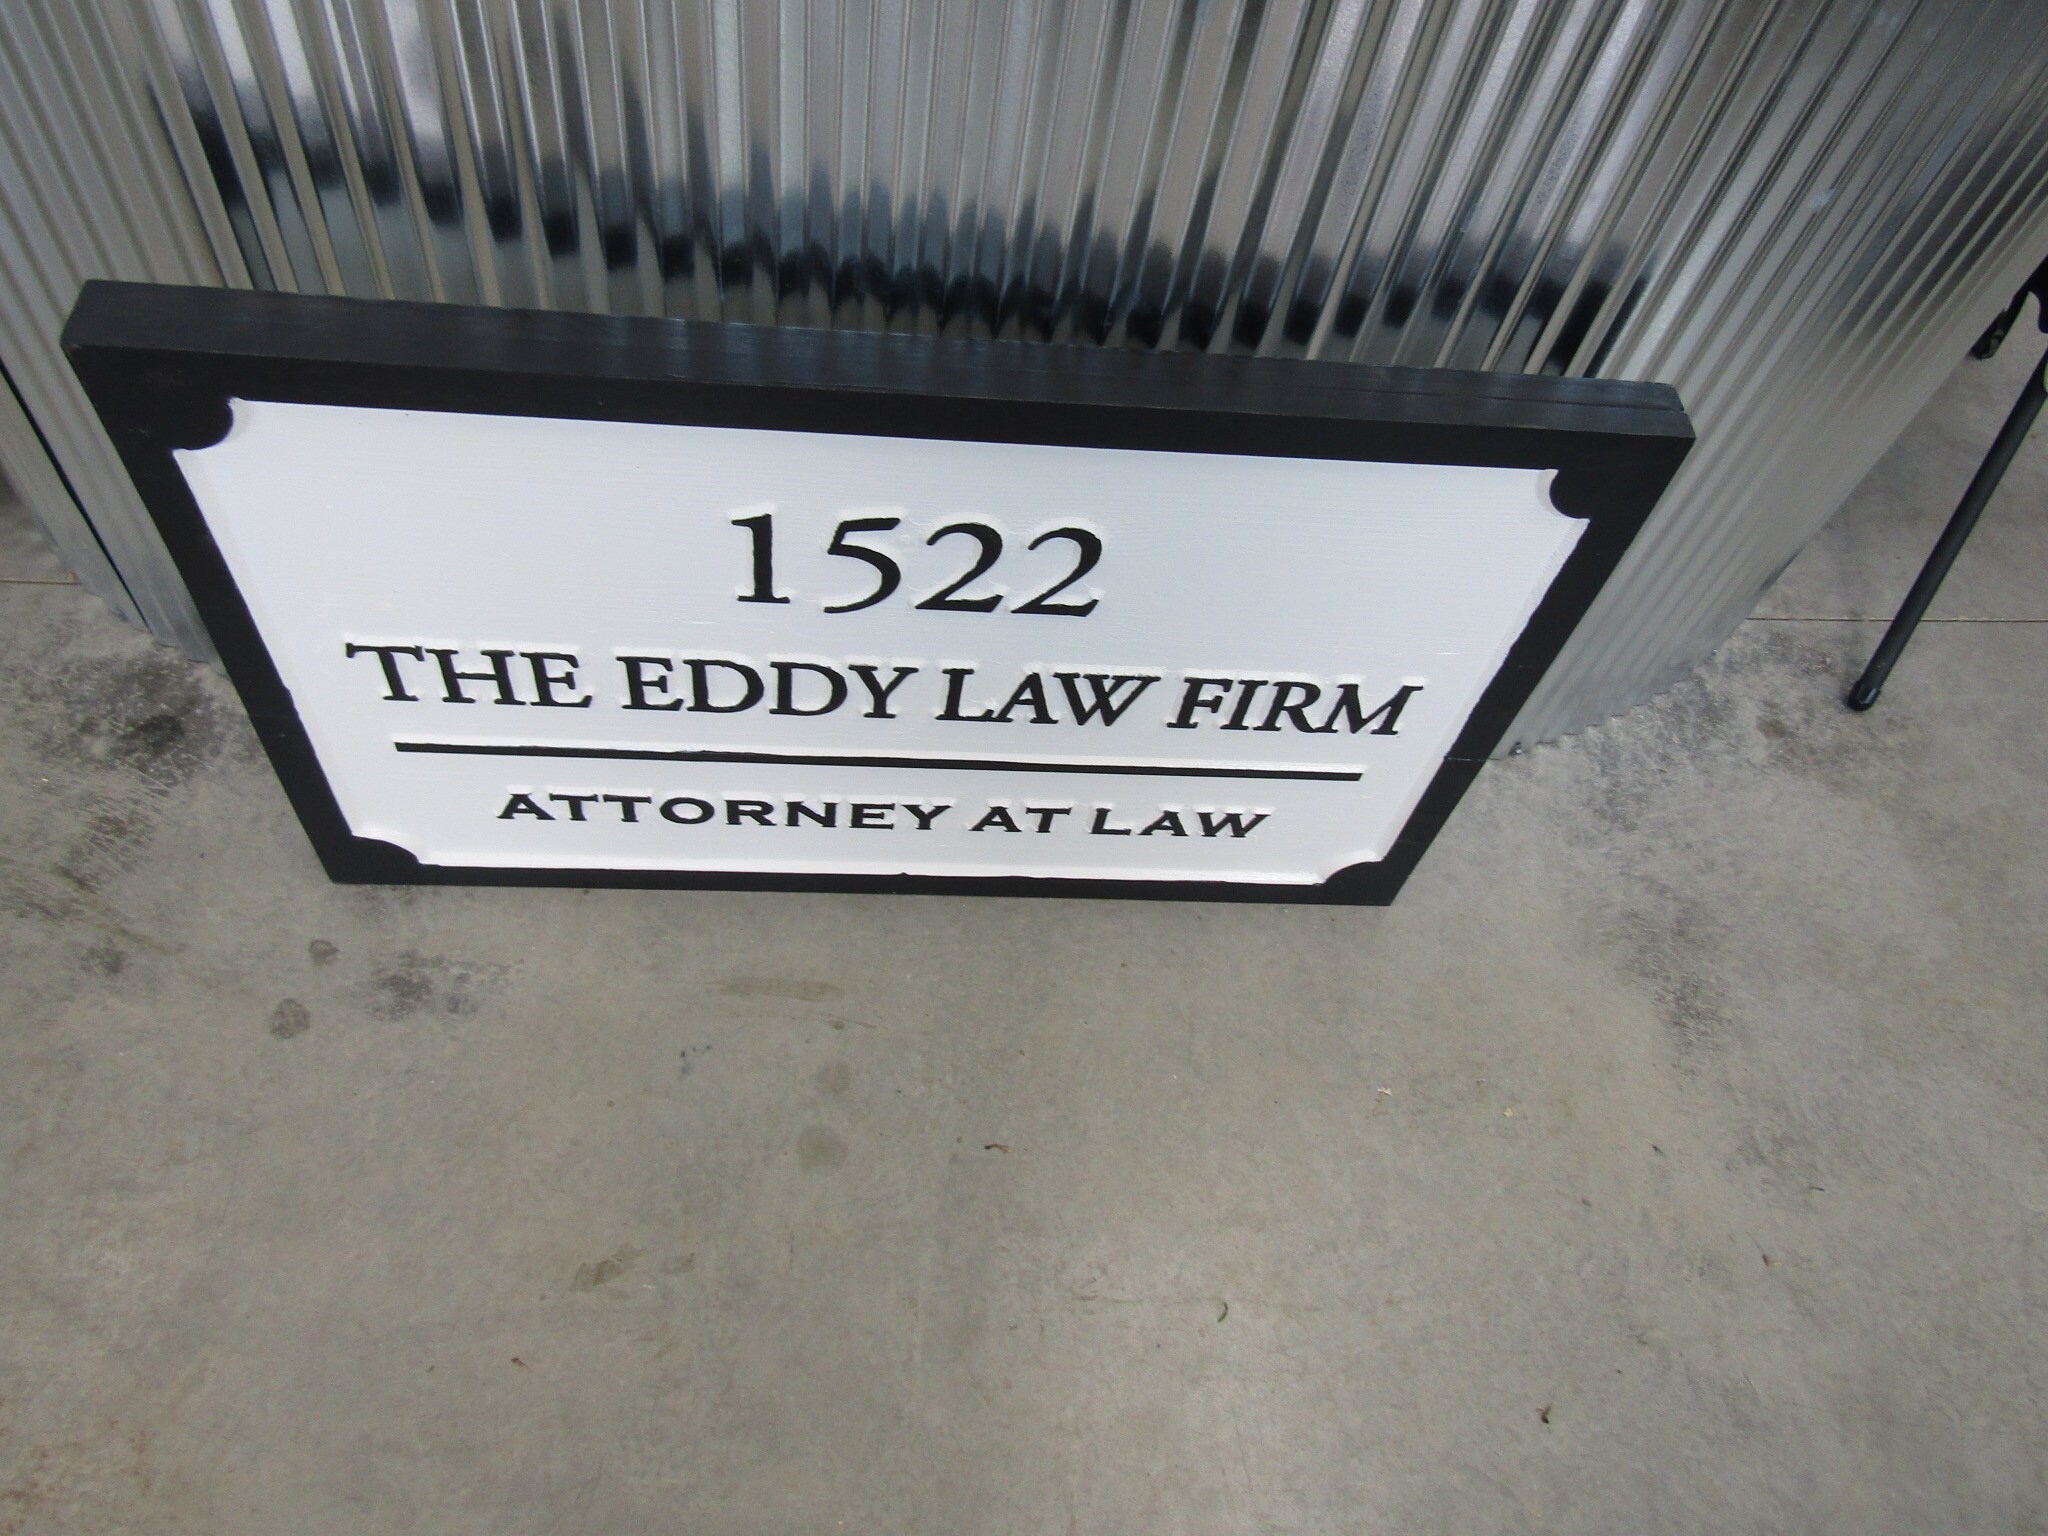 1522
THE EDDY LAW FIRM
ATTORNEY AT LAW